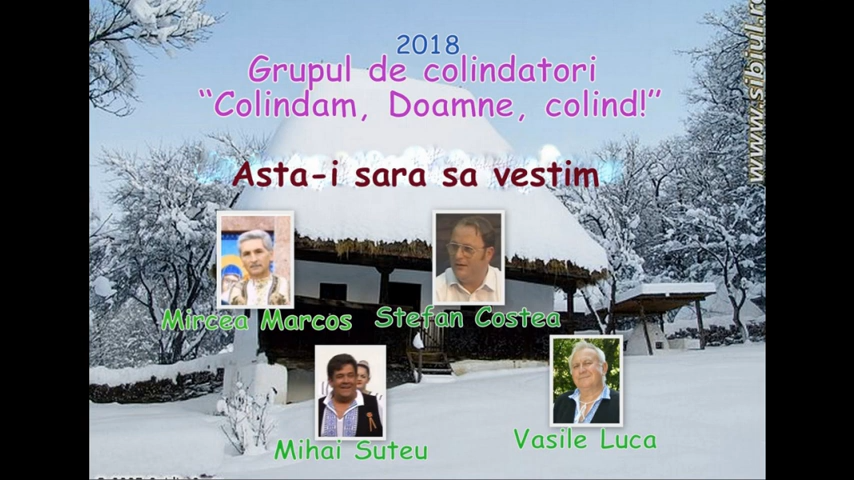 2018
Grupul de colindatori
“Colindam, Doamne, colind!”
Asta-i sara sa vestim
Mircea Marcos
Stefan Costea
Mihai Suteu
Vasile Luca
www.sibiul.ro